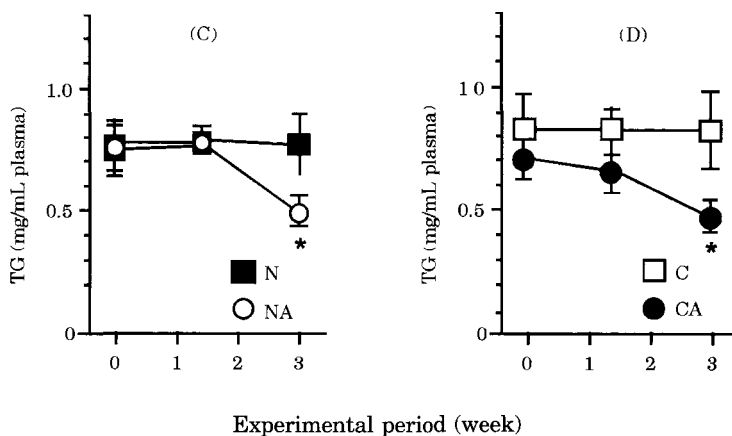 (C)
TG (mg/mL plasma)
1.0
0.5
0
0 1 2 3
*
N
NA
(D)
TG (mg/mL plasma)
1 0
0.5
0
0 1 2 3
*
C
CA
Experimental period (week)